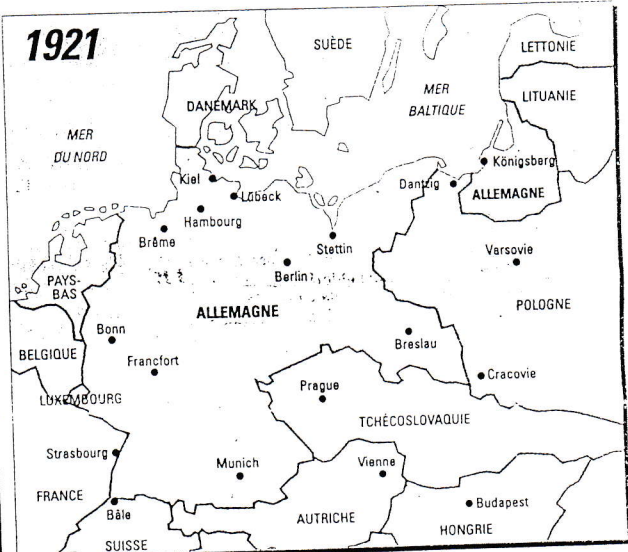 1921
SUÈDE
LETTONIE
LITUANIE
DANEMARK
MER
BALTIQUE
MER
DU NORD
Königsberg
Kiel
Dantzig
ALLEMAGNE
Lübeck
Hambourg
Brême
Stettin
Varsovie
Berlin
PAYS-
BAS
POLOGNE
ALLEMAGNE
Bonn
Breslau
BELGIQUE
Francfort
Cracovie
Prague
LUXEMBOURG
TCHÉCOSLOVAQUIE
Strasbourg
Munich
Vienne
FRANCE
Bâle
Budapest
AUTRICHE
HONGRIE
SUISSE